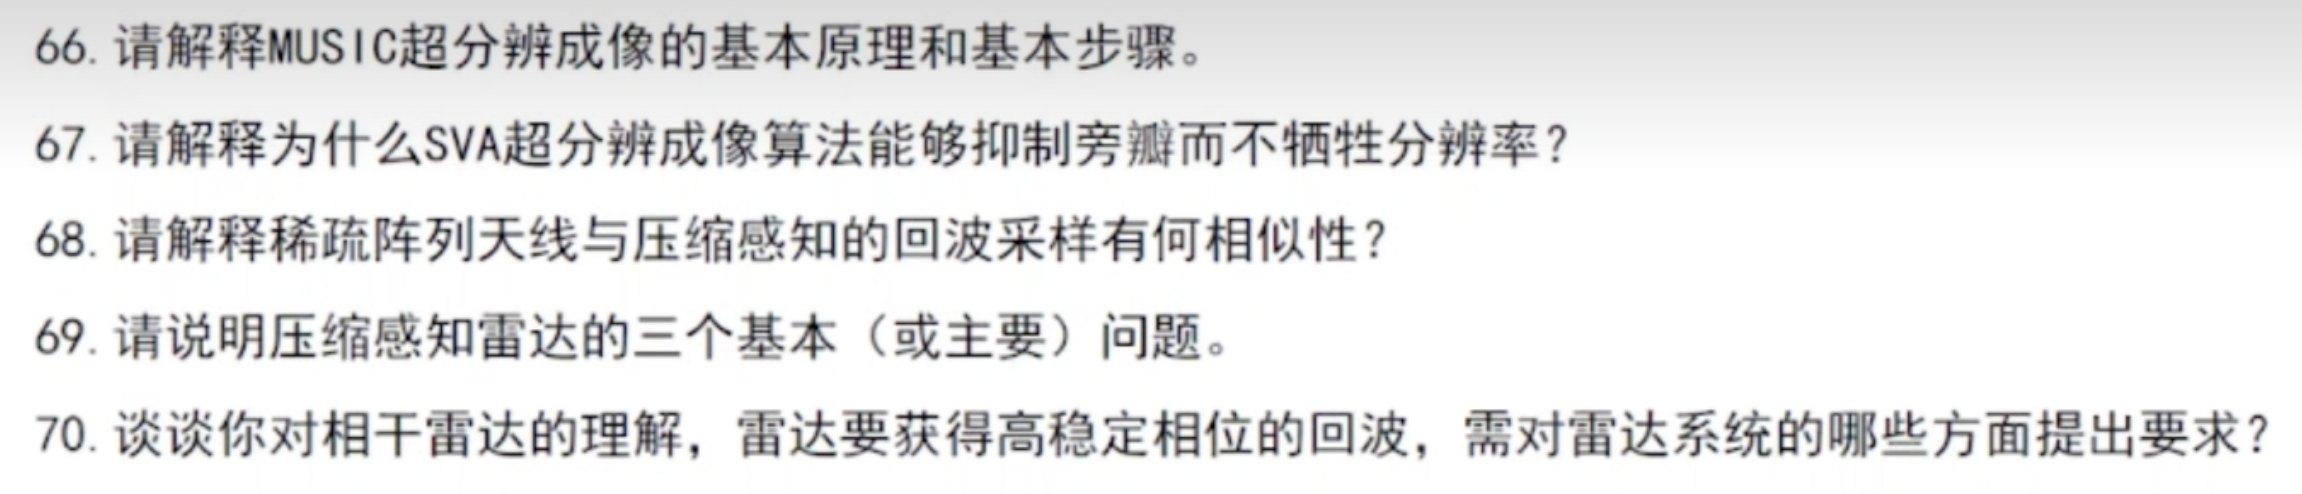 66. 请解释MUSIC超分辨成像的基本原理和基本步骤。
67. 请解释为什么SVA超分辨成像算法能够抑制旁瓣而不牺牲分辨率?
68. 请解释稀疏阵列天线与压缩感知的回波采样有何相似性?
69. 请说明压缩感知雷达的三个基本（或主要）问题。
70. 谈谈你对相干雷达的理解，雷达要获得高稳定相位的回波，需对雷达系统的哪些方面提出要求?